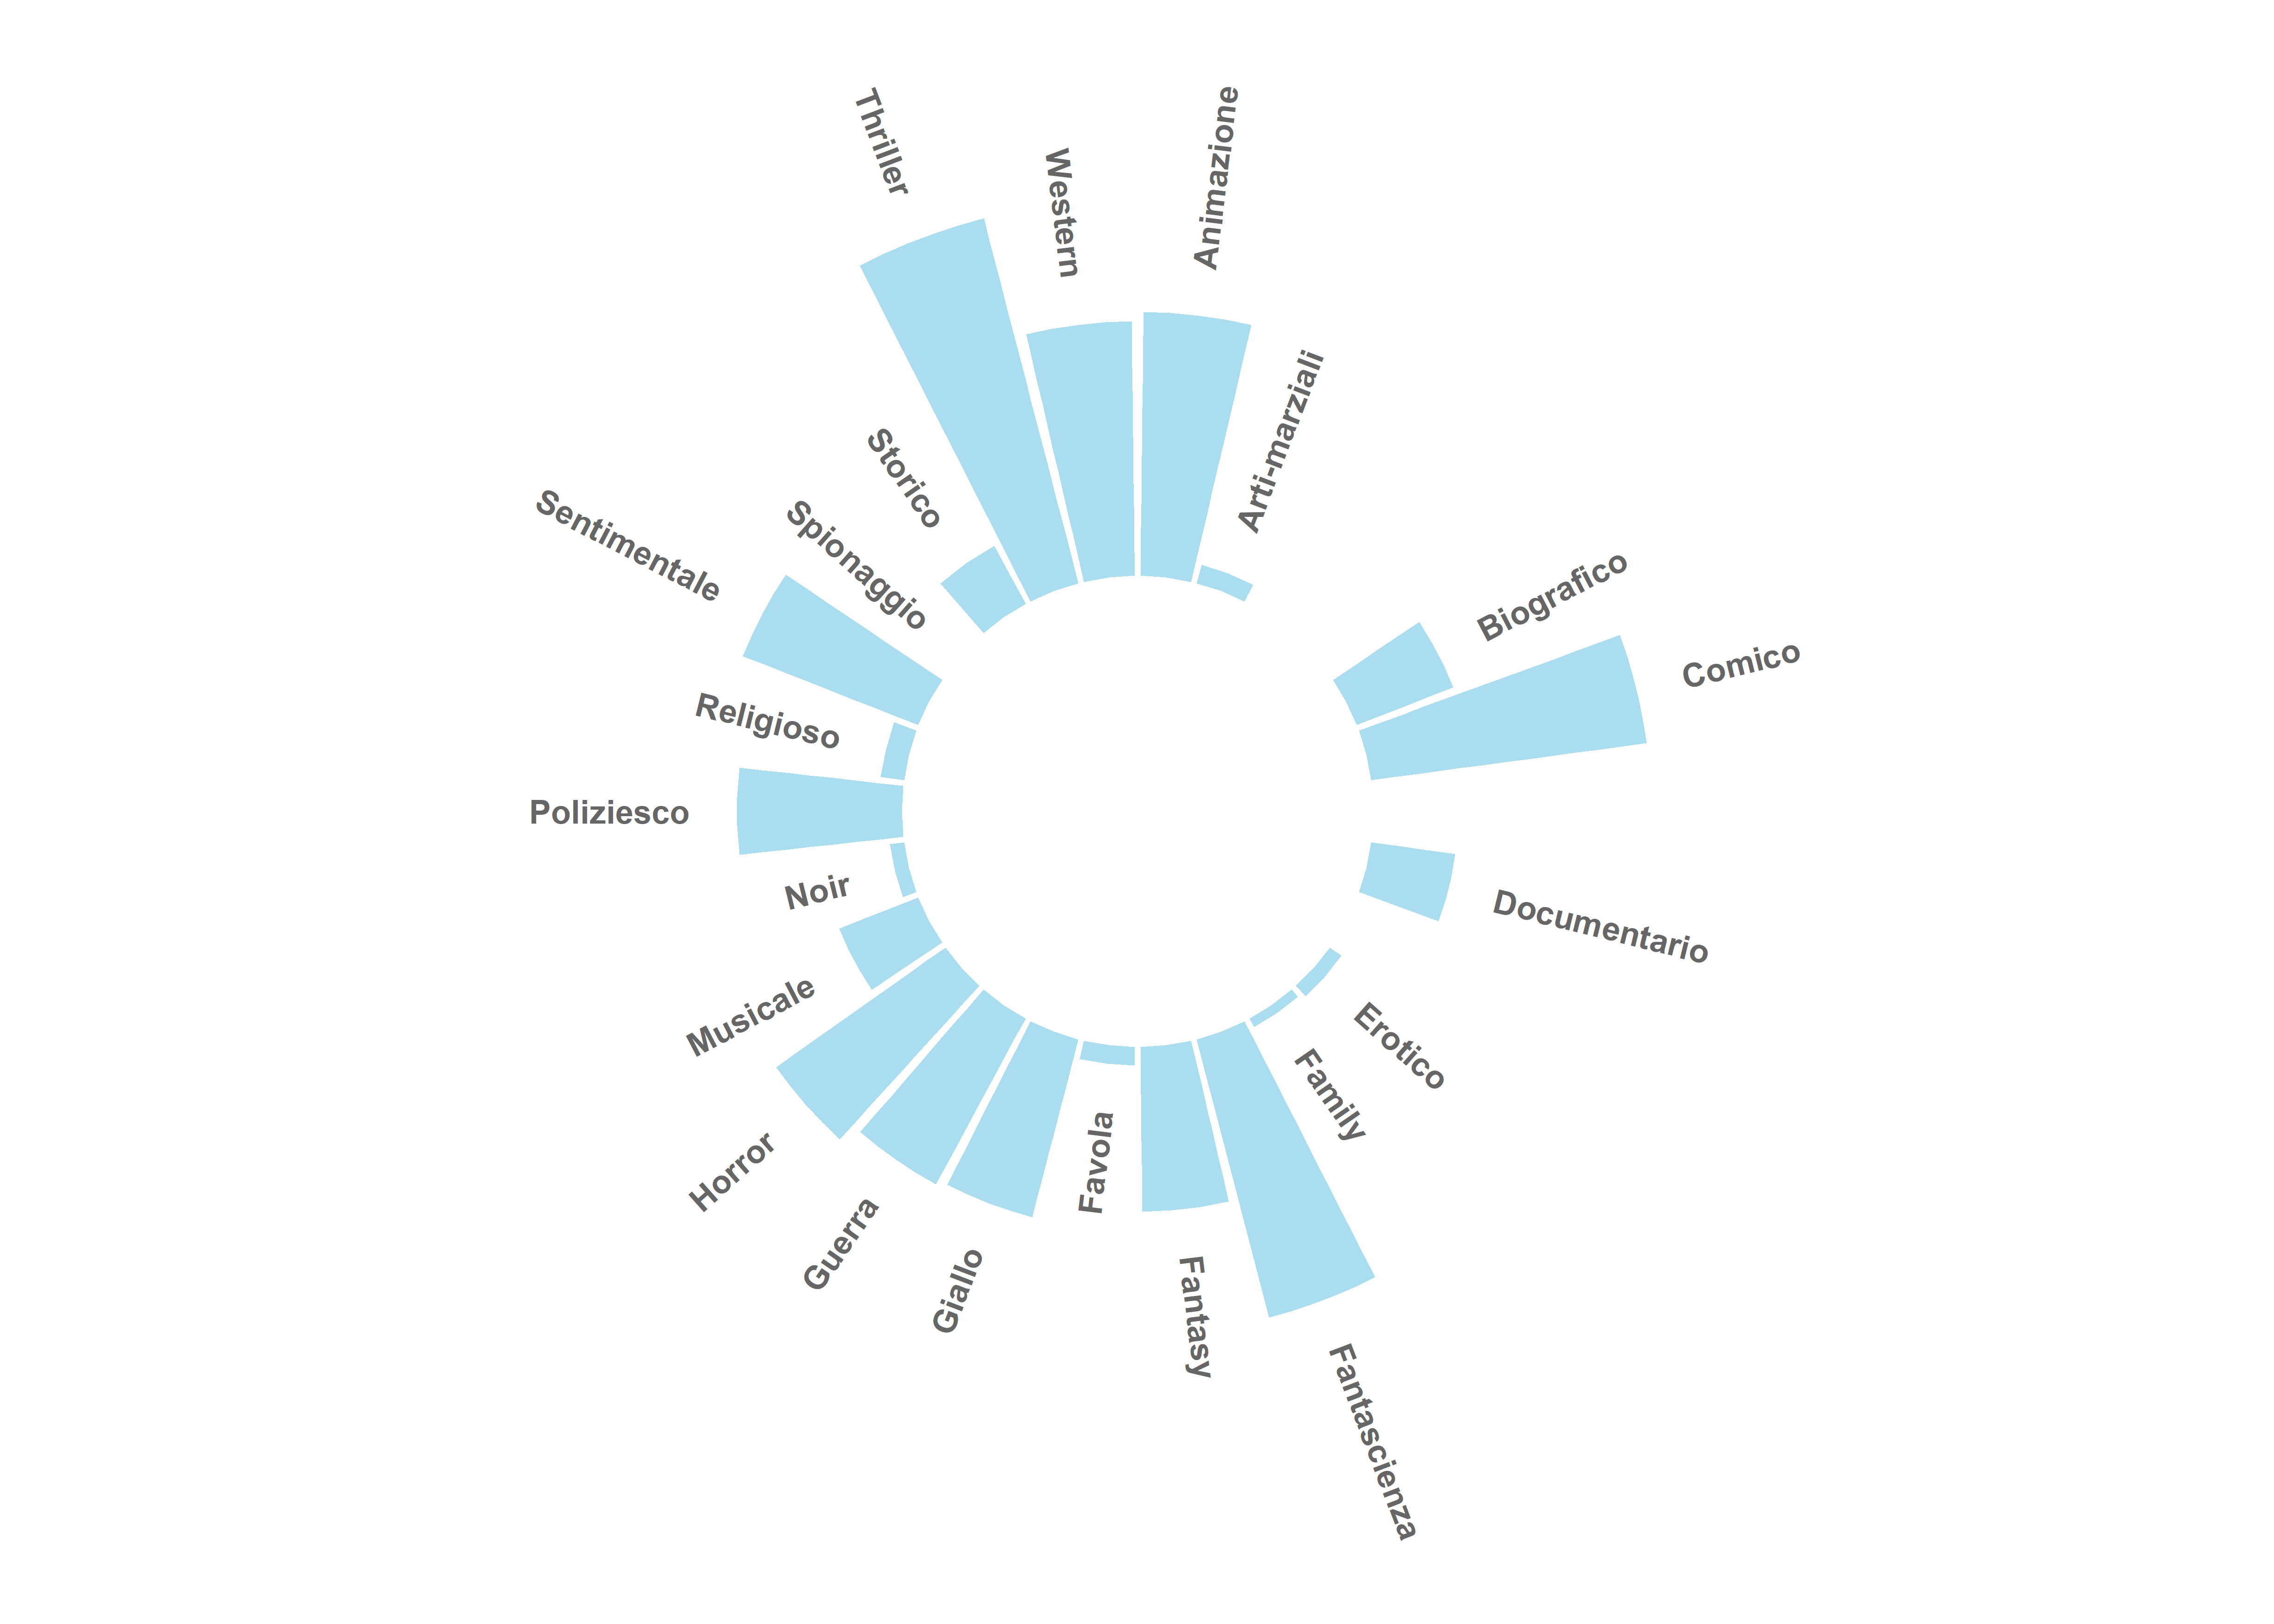 Animazione
Arti-marziali
Biografico
Comico
Documentario
Erotico
Family
Fantascienza
Fantasy
Favola
Giallo
Guerra
Horror
Musicale
Noir
Poliziesco
Religioso
Sentimentale
Spionaggio
Storico
Thriller
Western